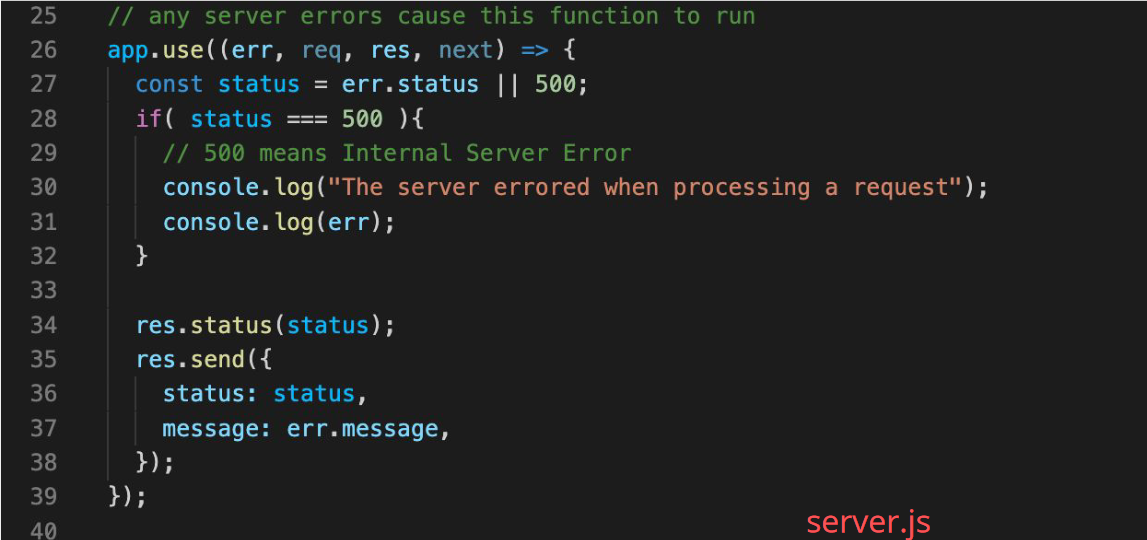 25 // any server errors cause this function to run
26 app.use((err, req, res, next) => {
27 const status = err.status || 500;
28 if( status === 500 ){
29 // 500 means Internal Server Error
30 console.log("The server errored when processing a request");
31 console.log(err);
32 }
33
34 res.status(status);
35 res.send({
36 status: status,
37 message: err.message,
38 });
39 });
40
server.js